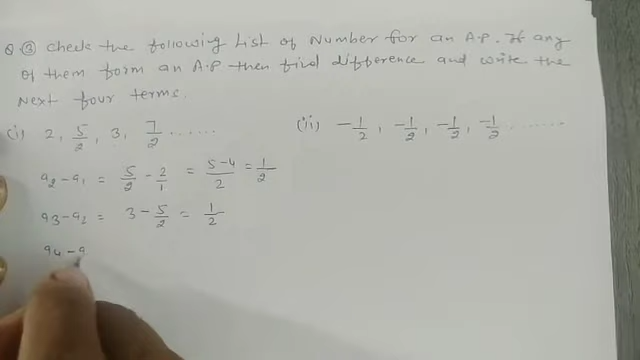 Q.③ Check the following List of Number for an A.P. If any
of them form an A.P then find difference and write the
Next four terms.
(i) 2, 5/2, 3, 7/2 ......
(ii) -1/2, -1/2, -1/2, -1/2 .......
a2-a1 = 5/2 - 2/1 = 5-4/2 = 1/2
a3-a2 = 3 - 5/2 = 1/2
a4-a